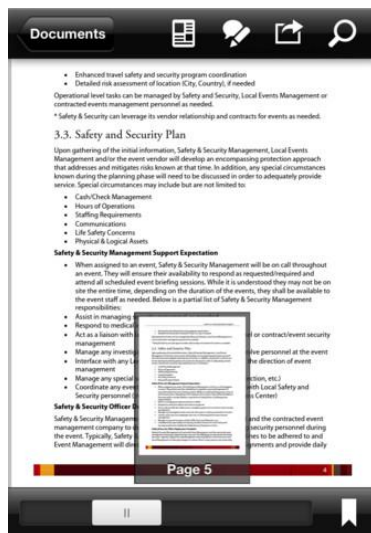 Documents
• Enhanced travel safety and security program coordination
• Detailed risk assessment of location (City, Country), if needed
Operational level tasks can be managed by Safety and Security, Local Events Management or
contracted events management personnel as needed.
* Safety & Security can leverage its vendor relationship and contracts for events as needed.
3.3. Safety and Security Plan
Upon gathering of the initial information, Safety & Security Management, Local Events
Management and/or the event vendor will develop an encompassing protection approach
that addresses and mitigates risks known at that time. In addition, any special circumstances
known during the planning phase will need to be discussed in order to adequately provide
service. Special circumstances may include but are not limited to:
• Cash/Check Management
• Hours of Operations
• Staffing Requirements
• Communications
• Life Safety Concerns
• Physical & Logical Assets
Safety & Security Management Support Expectation
• When assigned to an event, Safety & Security Management will be on call throughout
an event. They will ensure their availability to respond as requested/required and
attend all scheduled event briefing sessions. While it is understood they may not be on
site the entire time, depending on the duration of the events, they shall be available to
the event staff as needed. Below is a partial list of Safety & Security Management
responsibilities:
• Assist in managing
• Respond to medical
• Act as a liaison with el or contract/event security
management
• Manage any investig olve personnel at the event
• Interface with any the direction of event
management
• Manage any special ction, etc.)
• Coordinate any even with Local Safety and
Security personnel ss Center)
Safety & Security Officer D
Safety & Security Managem and the contracted event
management company to security personnel during
the event. Typically, Safety ines to be adhered to and
Event Management will dire gnments and provide daily
Page 5
4